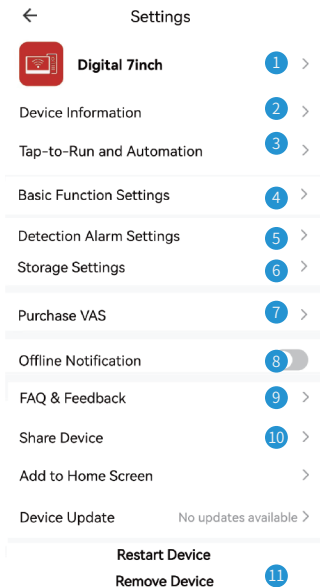 Settings
Digital 7inch 1
Device Information 2
Tap-to-Run and Automation 3
Basic Function Settings 4
Detection Alarm Settings 5
Storage Settings 6
Purchase VAS 7
Offline Notification 8
FAQ & Feedback 9
Share Device 10
Add to Home Screen
Device Update No updates available
Restart Device
Remove Device 11